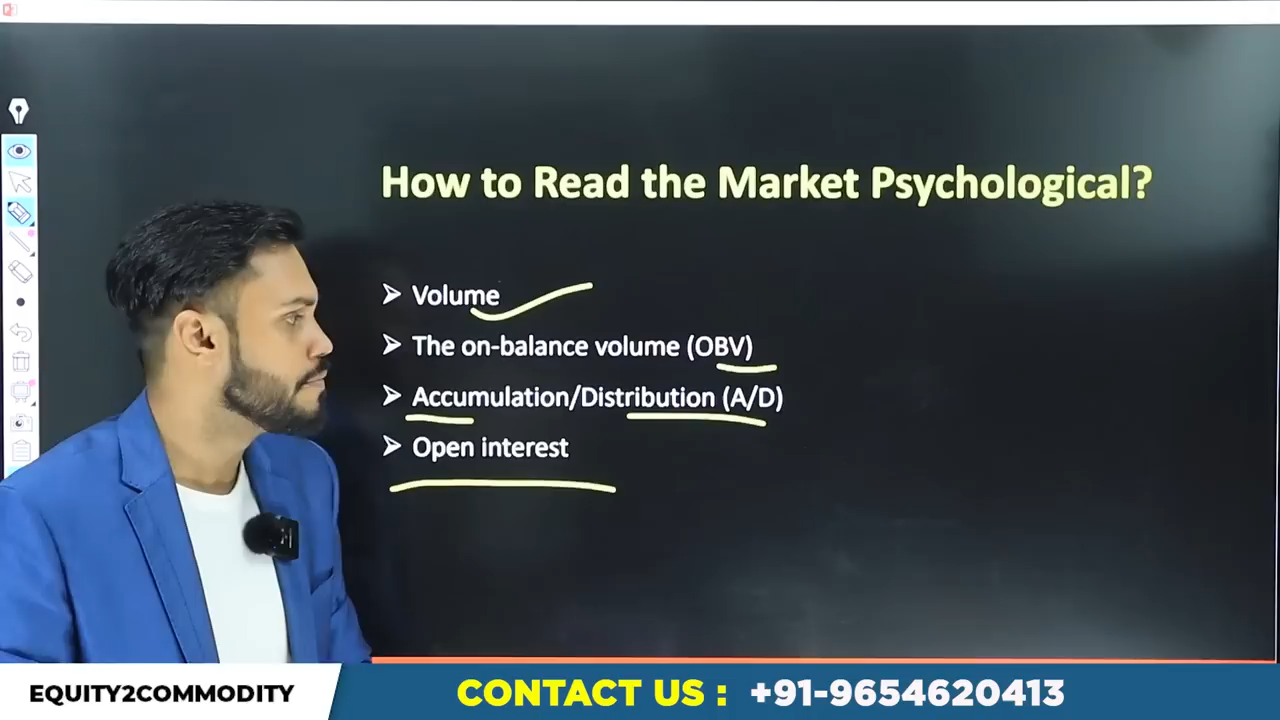 How to Read the Market Psychological?
➢ Volume
➢ The on-balance volume (OBV)
➢ Accumulation/Distribution (A/D)
➢ Open interest
EQUITY2COMMODITY
CONTACT US : +91-9654620413